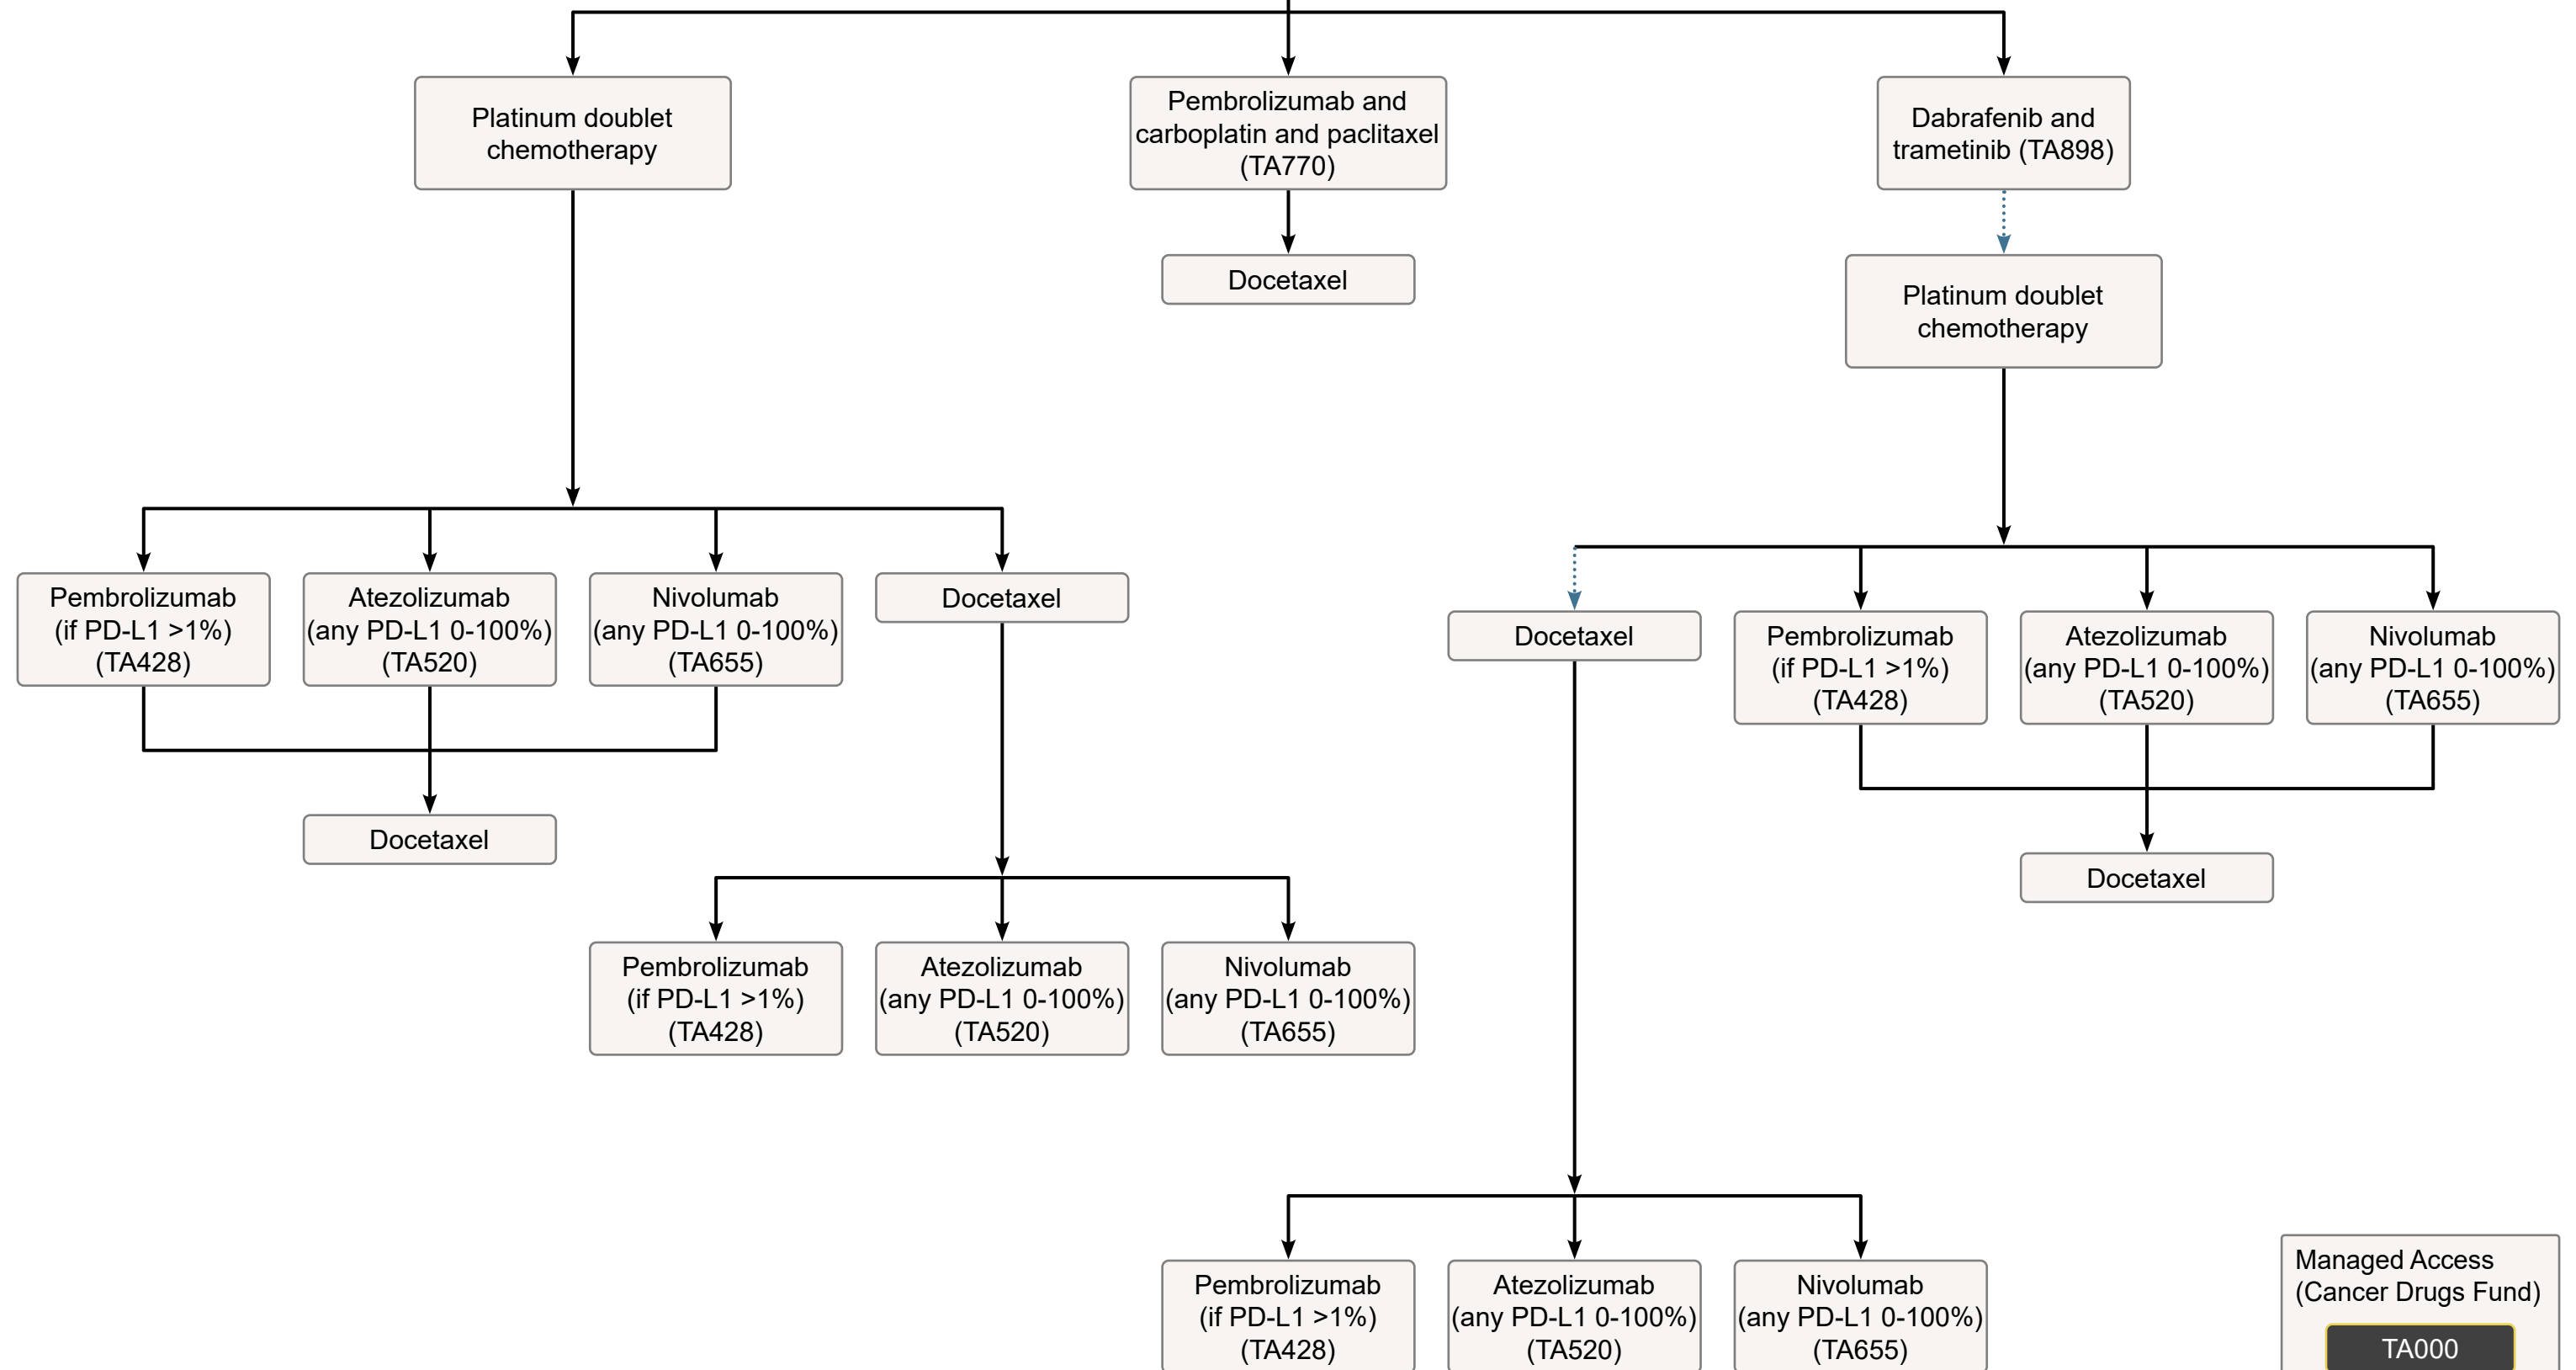 Platinum doublet
chemotherapy
Pembrolizumab and
carboplatin and paclitaxel
(TA770)
Dabrafenib and
trametinib (TA898)
Docetaxel
Platinum doublet
chemotherapy
Pembrolizumab
(if PD-L1 >1%)
(TA428)
Atezolizumab
(any PD-L1 0-100%)
(TA520)
Nivolumab
(any PD-L1 0-100%)
(TA655)
Docetaxel
Docetaxel
Pembrolizumab
(if PD-L1 >1%)
(TA428)
Atezolizumab
(any PD-L1 0-100%)
(TA520)
Nivolumab
(any PD-L1 0-100%)
(TA655)
Docetaxel
Docetaxel
Pembrolizumab
(if PD-L1 >1%)
(TA428)
Atezolizumab
(any PD-L1 0-100%)
(TA520)
Nivolumab
(any PD-L1 0-100%)
(TA655)
Pembrolizumab
(if PD-L1 >1%)
(TA428)
Atezolizumab
(any PD-L1 0-100%)
(TA520)
Nivolumab
(any PD-L1 0-100%)
(TA655)
Managed Access
(Cancer Drugs Fund)
TA000